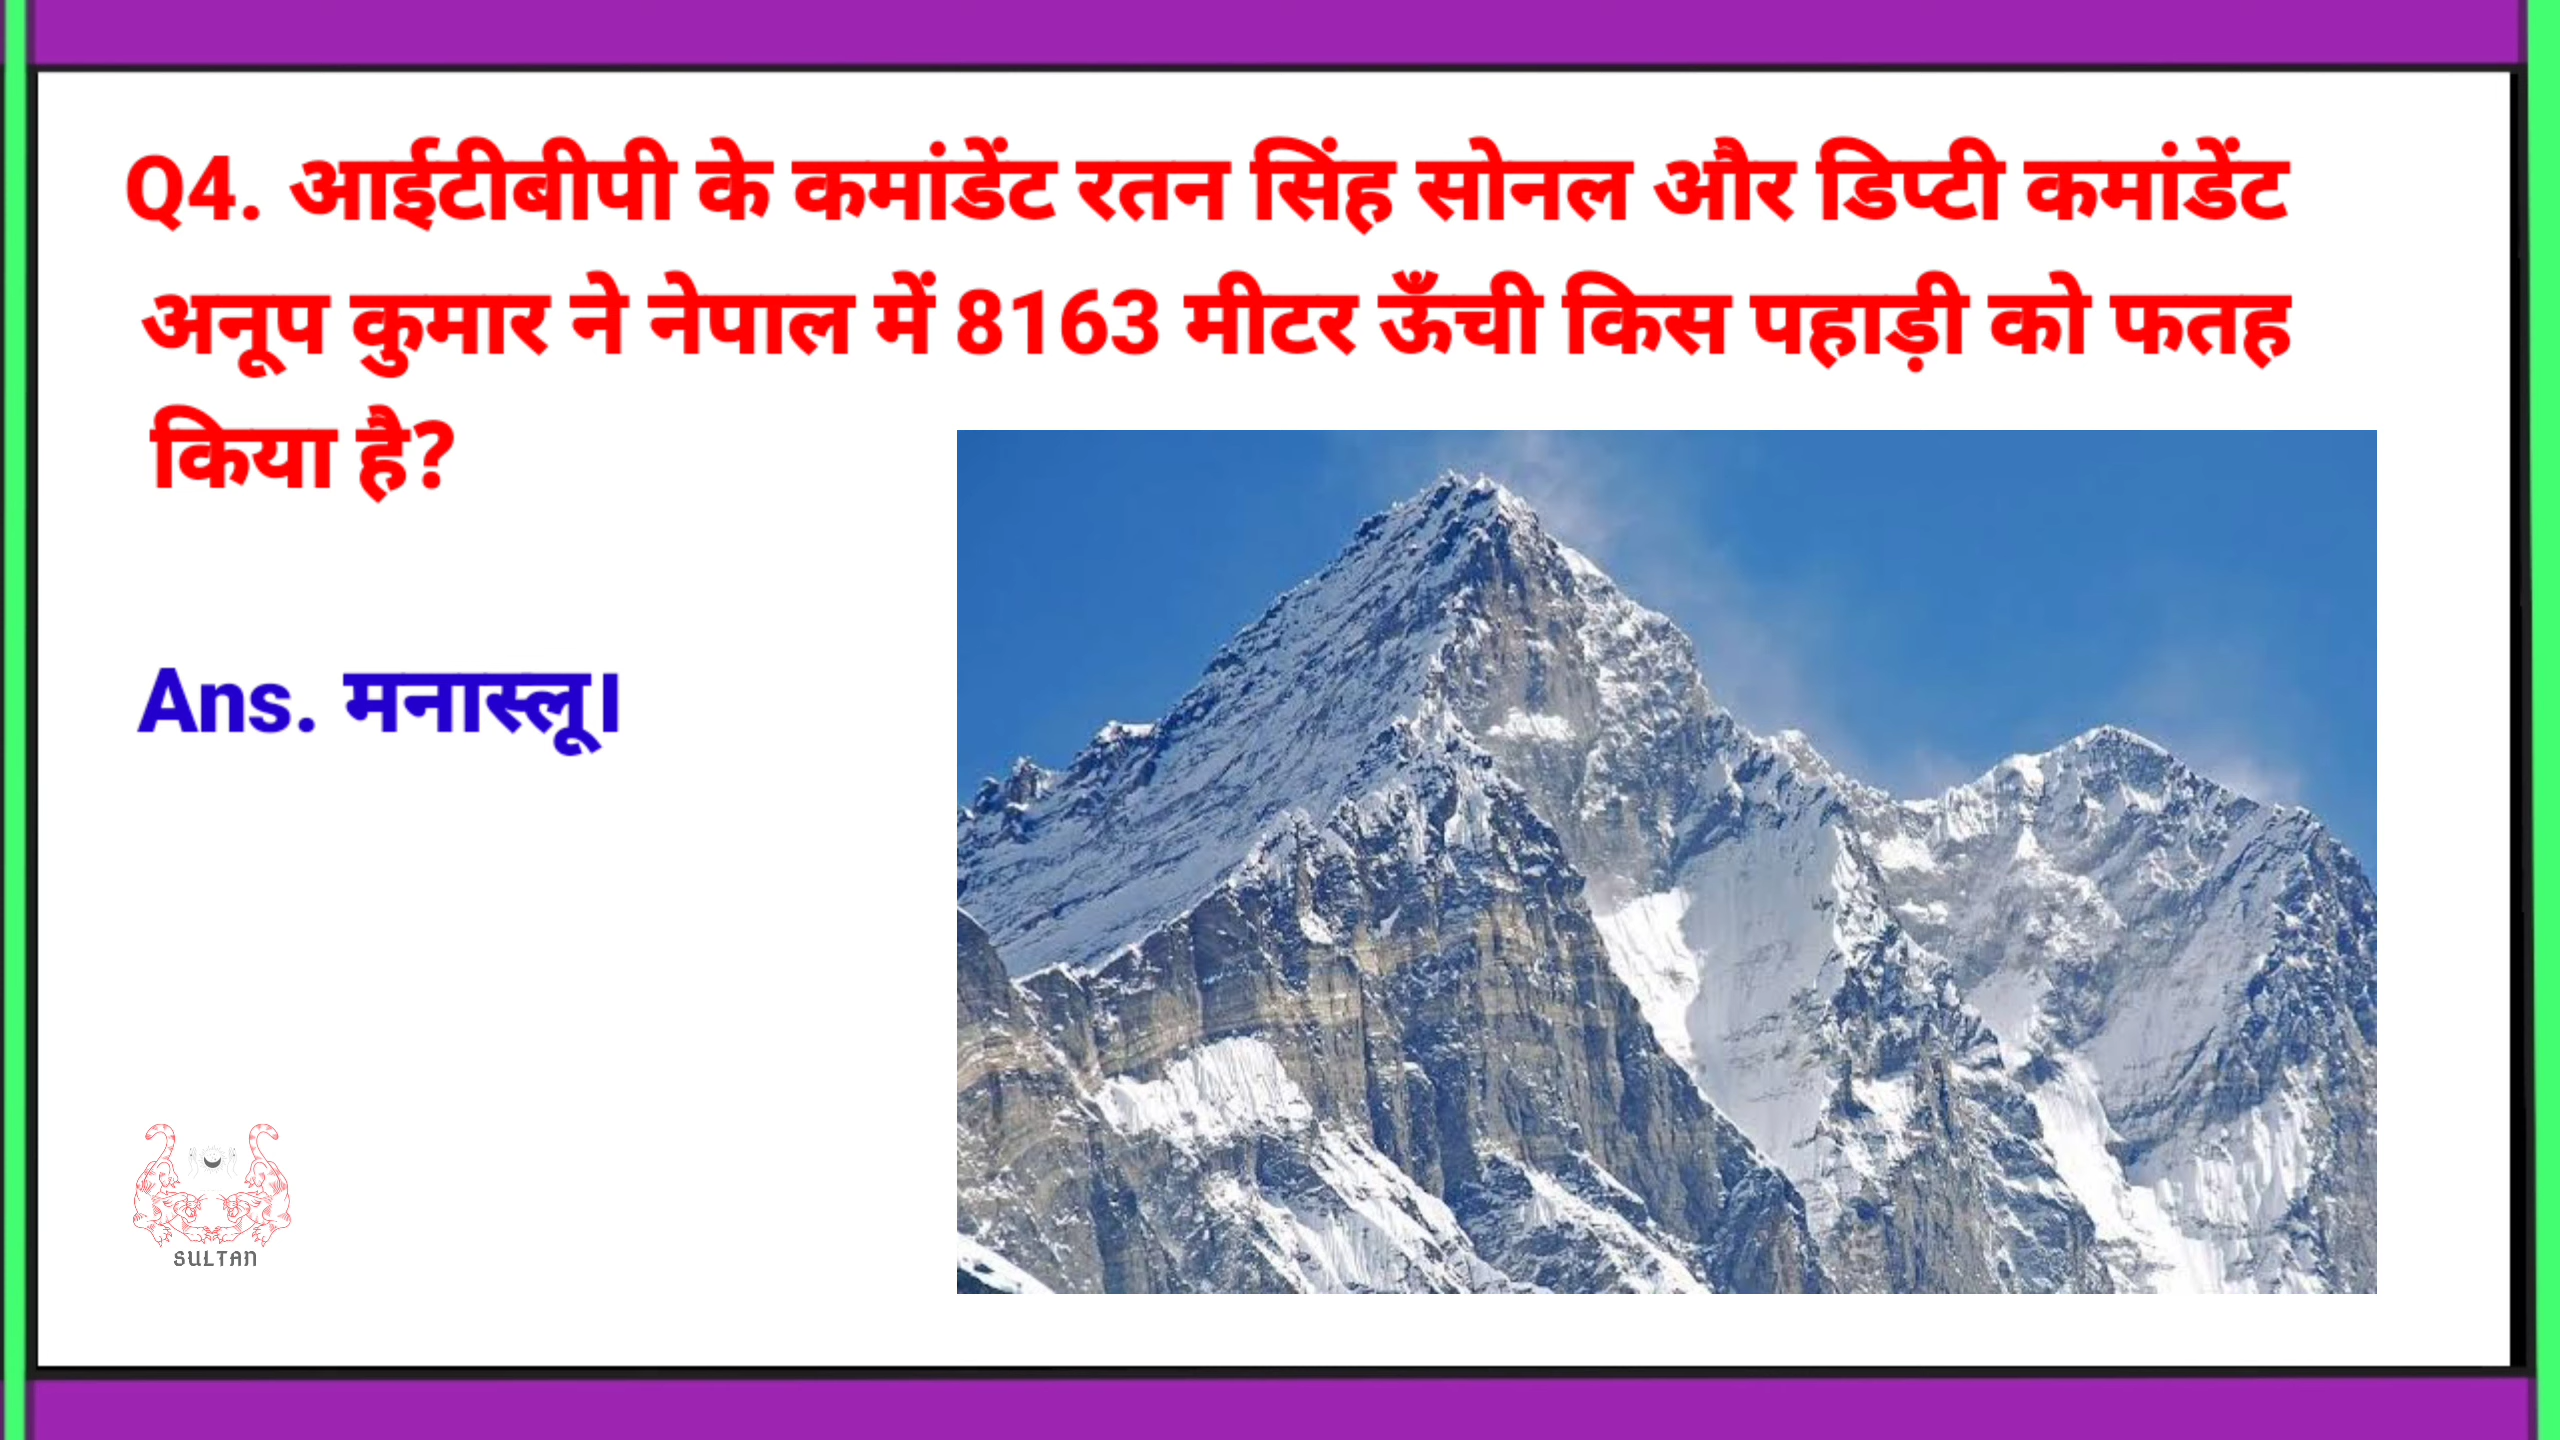 Q4. आईटीबीपी के कमांडेंट रतन सिंह सोनल और डिप्टी कमांडेंट
अनूप कुमार ने नेपाल में 8163 मीटर ऊँची किस पहाड़ी को फतह
किया है?
Ans. मनास्लू।
SULTAN